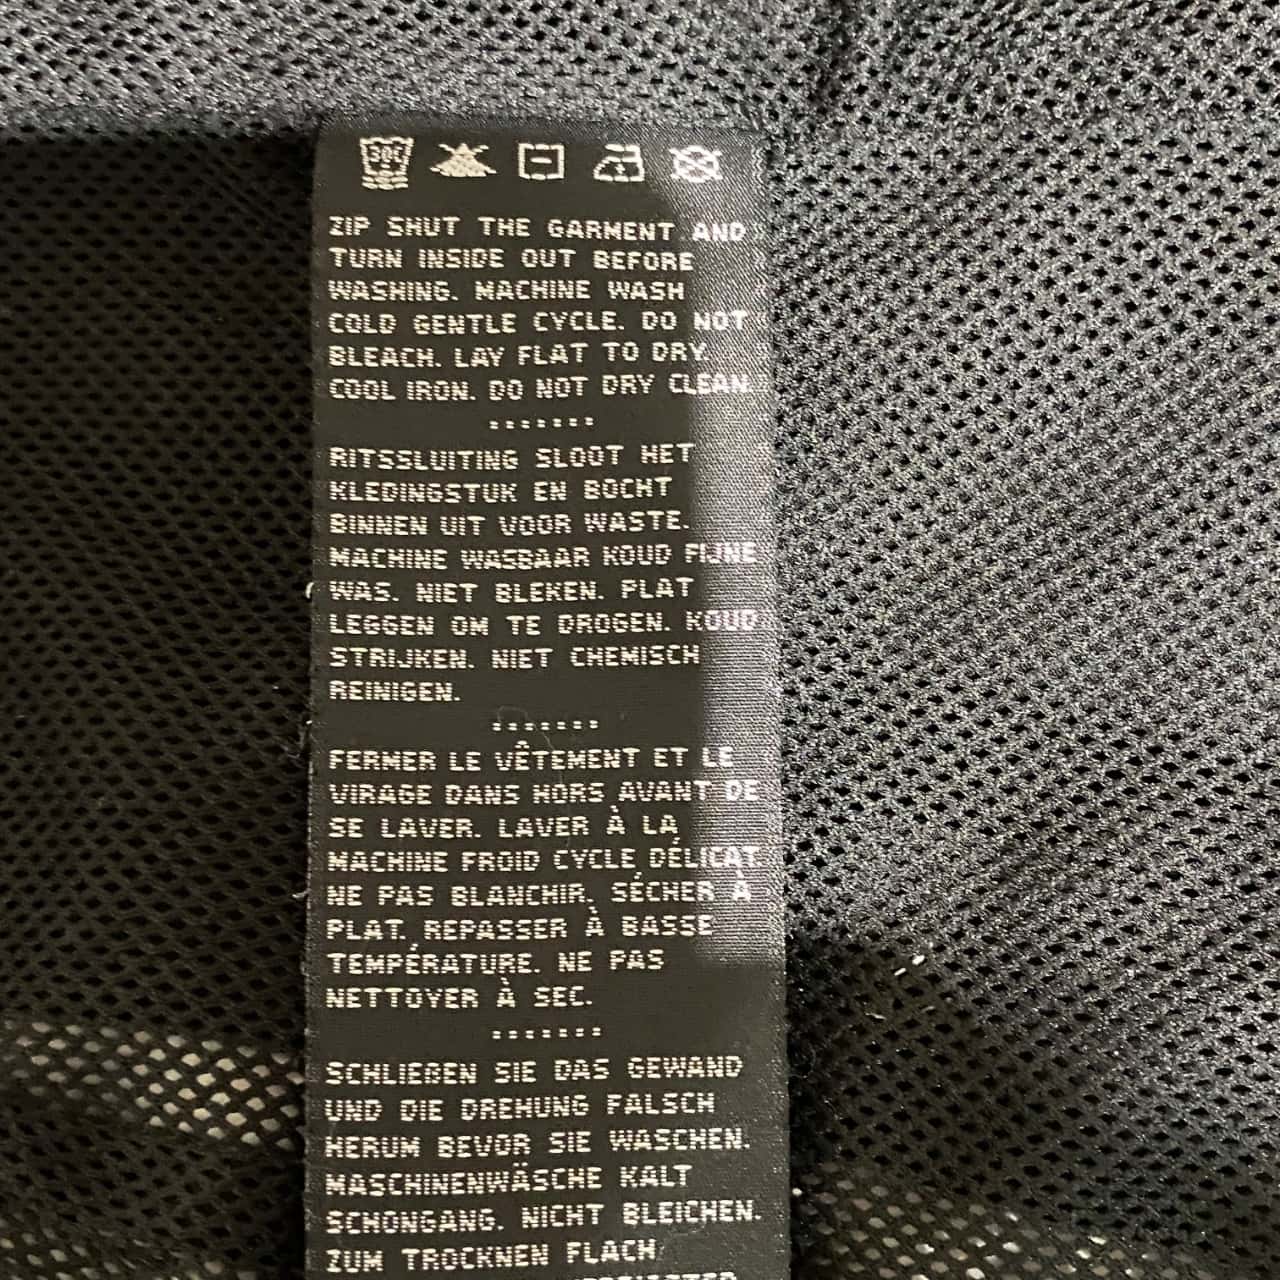 30C
ZIP SHUT THE GARMENT AND
TURN INSIDE OUT BEFORE
WASHING. MACHINE WASH
COLD GENTLE CYCLE. DO NOT
BLEACH. LAY FLAT TO DRY.
COOL IRON. DO NOT DRY CLEAN.
RITSSLUITING SLOOT HET
KLEDINGSTUK EN BOCHT
BINNEN UIT VOOR WASTE.
MACHINE WASBAAR KOUD FIJNE
WAS. NIET BLEKEN. PLAT
LEGGEN OM TE DROGEN. KOUD
STRIJKEN. NIET CHEMISCH
REINIGEN.
FERMER LE VÊTEMENT ET LE
VIRAGE DANS HORS AVANT DE
SE LAVER. LAVER À LA
MACHINE FROID CYCLE DÉLICAT
NE PAS BLANCHIR. SÉCHER À
PLAT. REPASSER À BASSE
TEMPÉRATURE. NE PAS
NETTOYER À SEC.
SCHLIEßEN SIE DAS GEWAND
UND DIE DREHUNG FALSCH
HERUM BEVOR SIE WASCHEN.
MASCHINENWÄSCHE KALT
SCHONGANG. NICHT BLEICHEN.
ZUM TROCKNEN FLACH